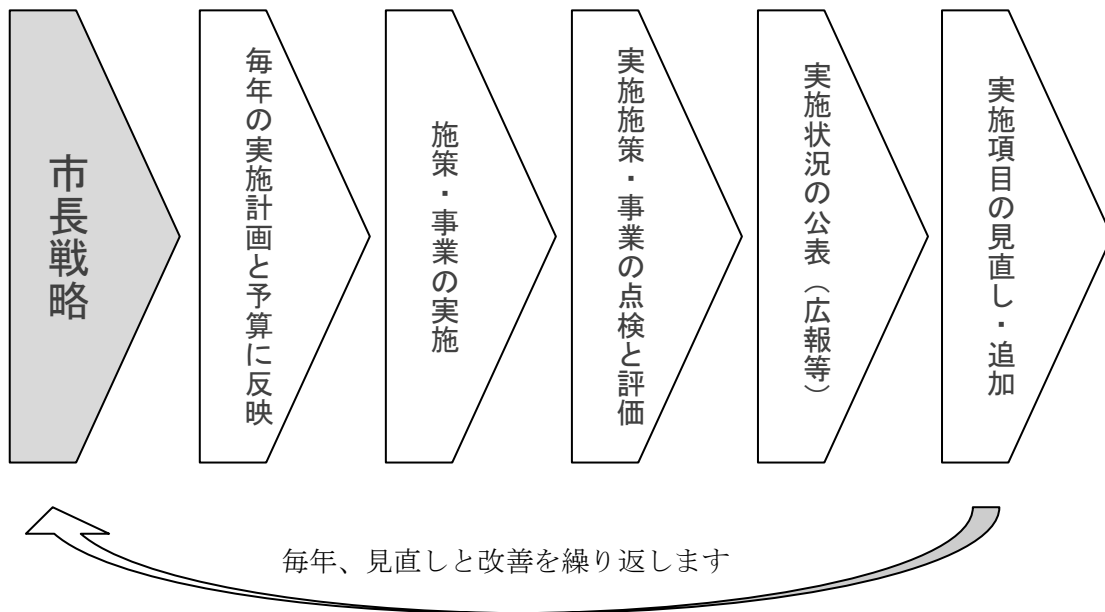 市長戦略
毎年の実施計画と予算に反映
施策・事業の実施
実施施策・事業の点検と評価
実施状況の公表（広報等）
実施項目の見直し・追加
毎年、見直しと改善を繰り返します